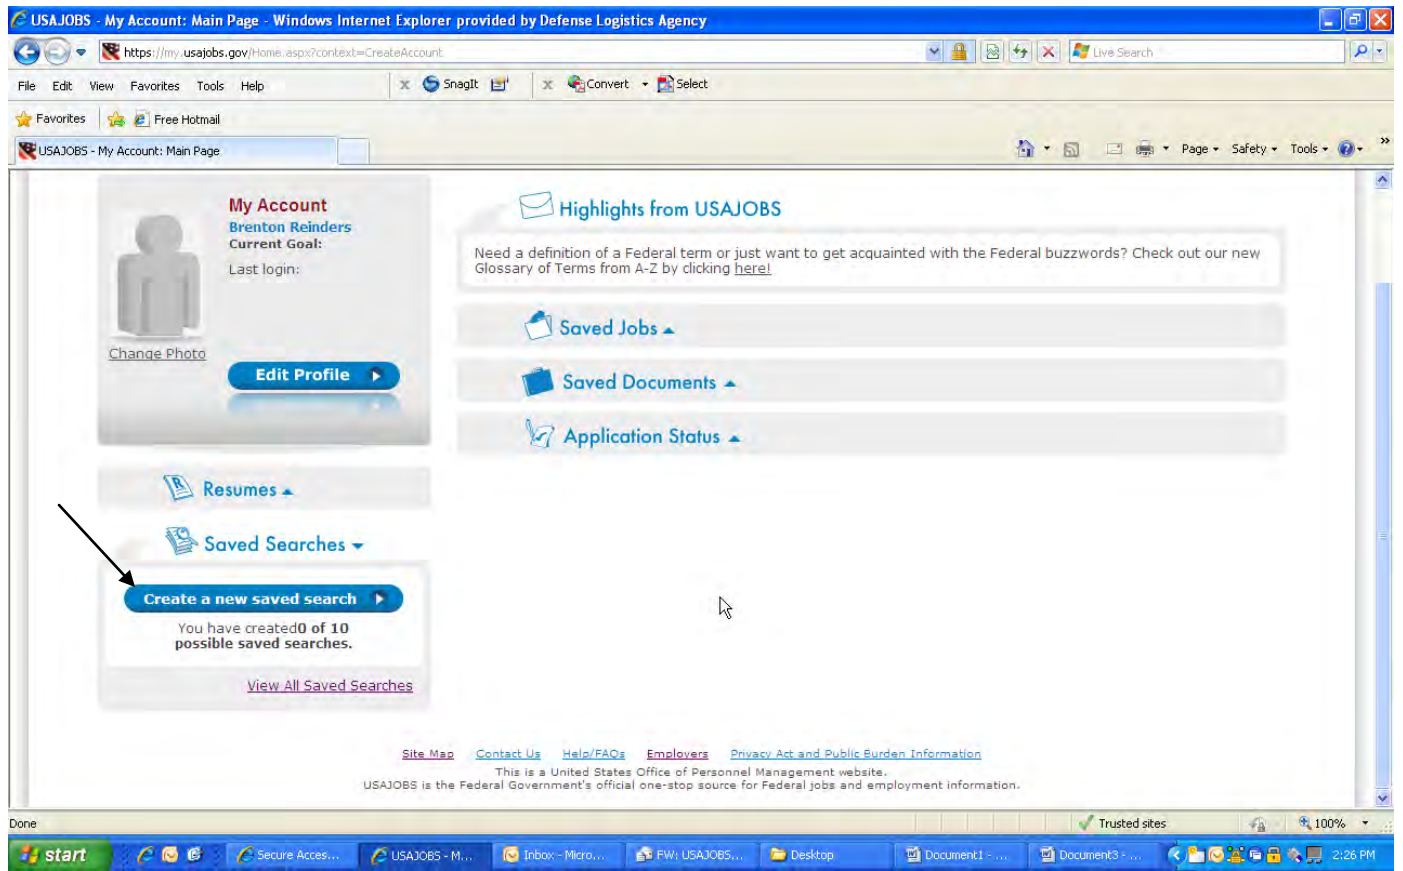 USAJOBS - My Account: Main Page - Windows Internet Explorer provided by Defense Logistics Agency
https://my.usajobs.gov/Home.aspx?context=CreateAccount
Live Search
File Edit View Favorites Tools Help
x SnagIt
x Convert Select
Favorites Free Hotmail
USAJOBS - My Account: Main Page
Page Safety Tools »
My Account
Brenton Reinders
Current Goal:
Last login:
Change Photo
Edit Profile
Resumes
Saved Searches
Create a new saved search
You have created0 of 10
possible saved searches.
View All Saved Searches
Highlights from USAJOBS
Need a definition of a Federal term or just want to get acquainted with the Federal buzzwords? Check out our new
Glossary of Terms from A-Z by clicking here!
Saved Jobs
Saved Documents
Application Status
Site Map Contact Us Help/FAQs Employers Privacy Act and Public Burden Information
This is a United States Office of Personnel Management website.
USAJOBS is the Federal Government's official one-stop source for Federal jobs and employment information.
Done Trusted sites 100%
start Secure Acces... USAJOBS - M... Inbox - Micro... FW: USAJOBS... Desktop Document1 - ... Document3 - ... 2:26 PM